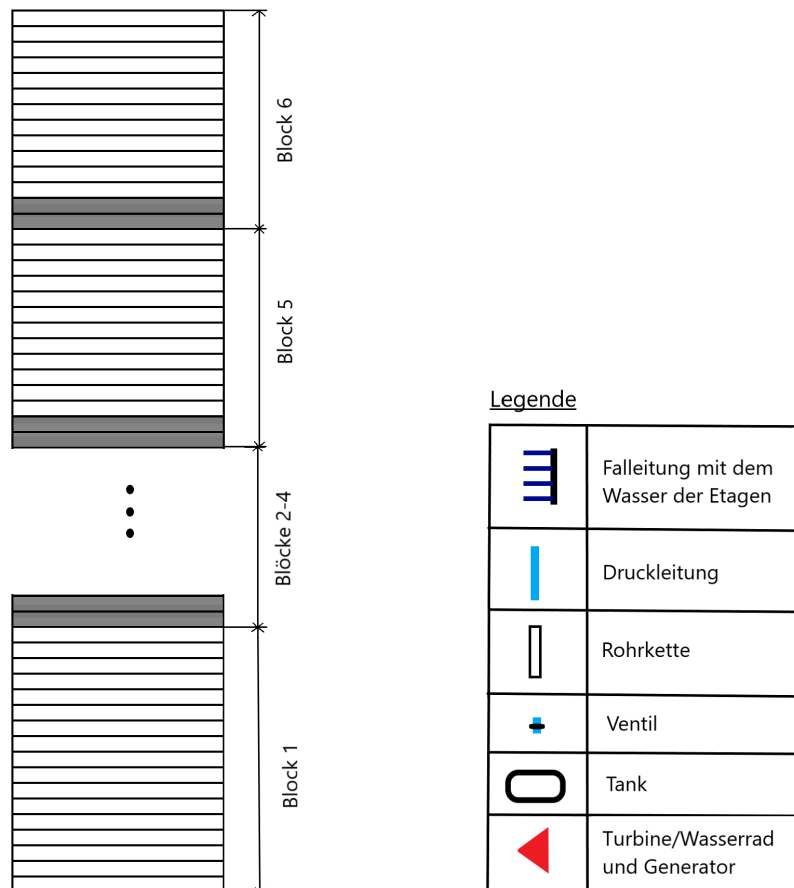 Block 6
Block 5
Blöcke 2-4
Block 1
Legende
Falleitung mit dem
Wasser der Etagen
Druckleitung
Rohrkette
Ventil
Tank
Turbine/Wasserrad
und Generator